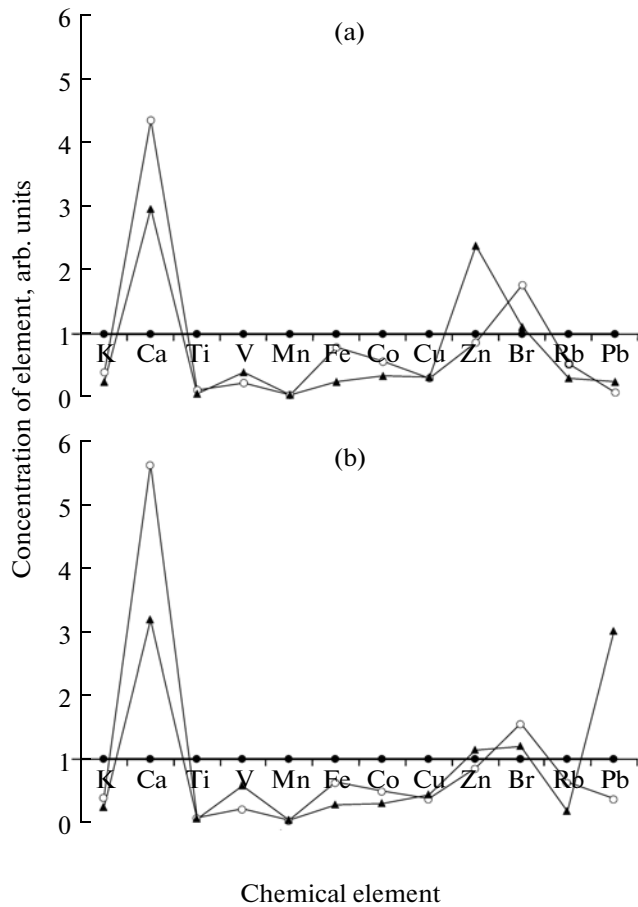 (a)
6
5
4
3
2
1
0
K Ca Ti V Mn Fe Co Cu Zn Br Rb Pb
Concentration of element, arb. units
(b)
6
5
4
3
2
1
0
K Ca Ti V Mn Fe Co Cu Zn Br Rb Pb
Chemical element